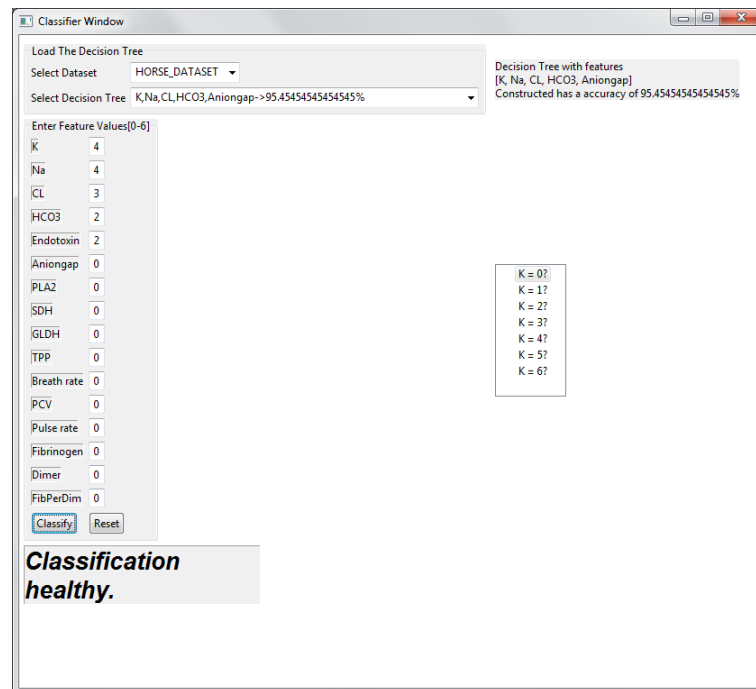 Classifier Window
Load The Decision Tree
Select Dataset HORSE_DATASET
Select Decision Tree K,Na,CL,HCO3,Aniongap->95.45454545454545%
Decision Tree with features
[K, Na, CL, HCO3, Aniongap]
Constructed has a accuracy of 95.45454545454545%
Enter Feature Values[0-6]
K 4
Na 4
CL 3
HCO3 2
Endotoxin 2
Aniongap 0
PLA2 0
SDH 0
GLDH 0
TPP 0
Breath rate 0
PCV 0
Pulse rate 0
Fibrinogen 0
Dimer 0
FibPerDim 0
Classify Reset
K = 0?
K = 1?
K = 2?
K = 3?
K = 4?
K = 5?
K = 6?
Classification
healthy.